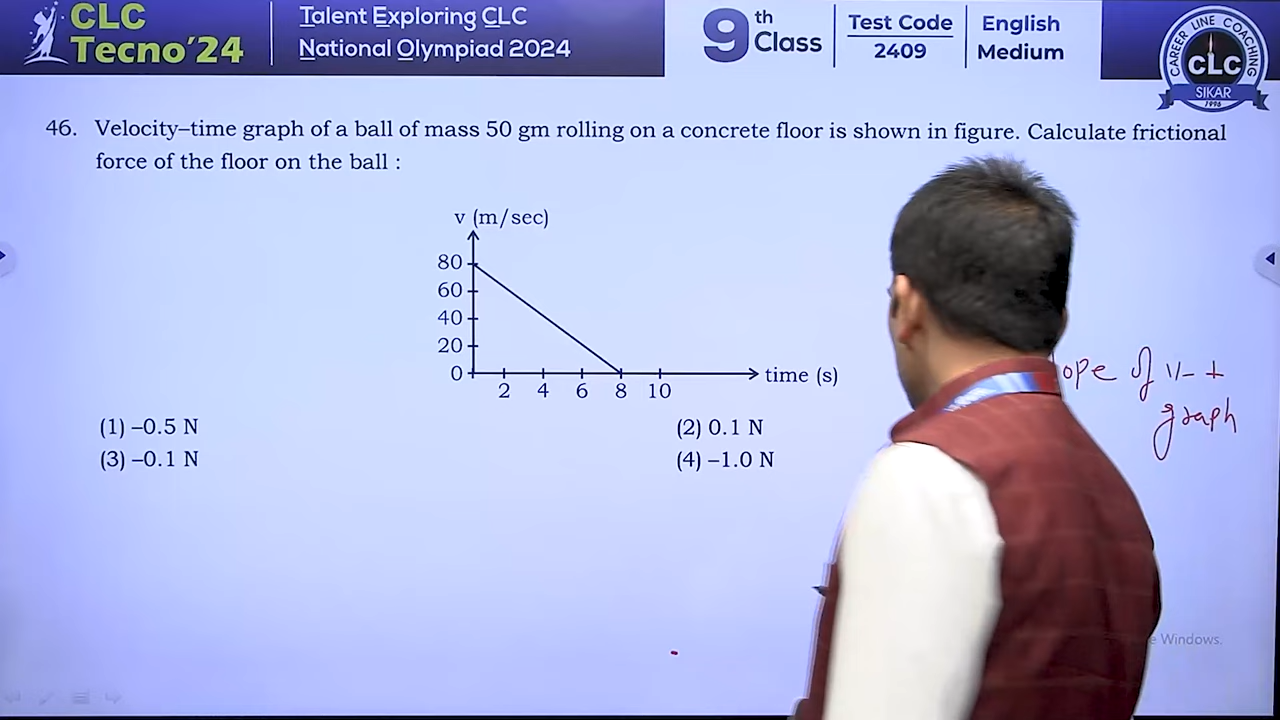 CLC
Tecno'24
Talent Exploring CLC
National Olympiad 2024
9th Class
Test Code
2409
English
Medium
CAREER LINE COACHING
CLC
SIKAR
1996
46. Velocity–time graph of a ball of mass 50 gm rolling on a concrete floor is shown in figure. Calculate frictional
force of the floor on the ball :
v (m/sec)
80
60
40
20
0
2 4 6 8 10
time (s)
ope of v-t
graph
(1) –0.5 N
(2) 0.1 N
(3) –0.1 N
(4) –1.0 N
Windows.